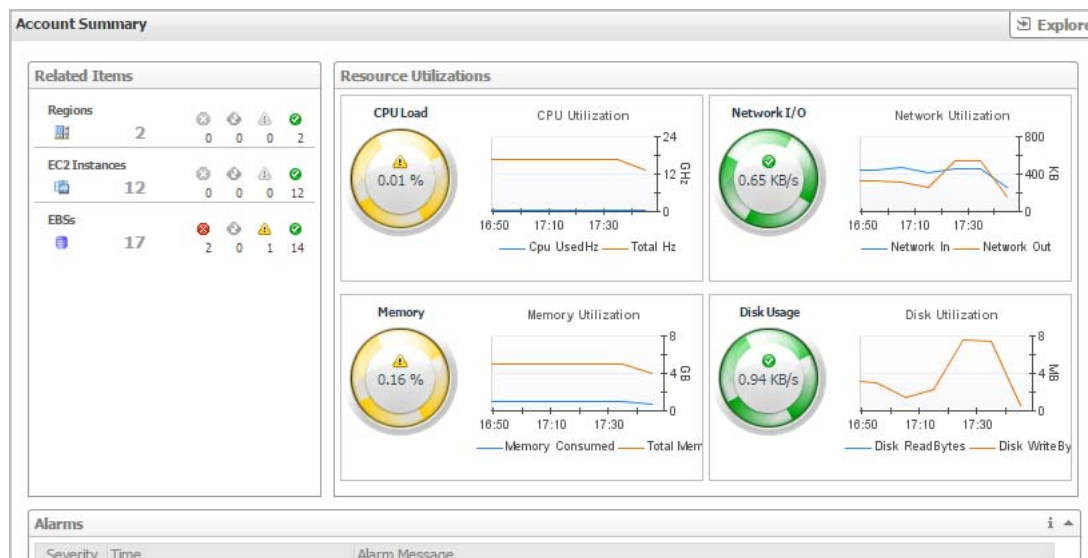 Account Summary
Explore
Related Items
Regions
2
0 0 0 2
EC2 Instances
12
0 0 0 12
EBSs
17
2 0 1 14
Resource Utilizations
CPU Load
0.01 %
CPU Utilization
24
12
0
GHz
16:50 17:10 17:30
Cpu UsedHz Total Hz
Network I/O
0.65 KB/s
Network Utilization
800
400
0
KB
16:50 17:10 17:30
Network In Network Out
Memory
0.16 %
Memory Utilization
8
4
0
GB
16:50 17:10 17:30
Memory Consumed Total Mem
Disk Usage
0.94 KB/s
Disk Utilization
8
4
0
MB
16:50 17:10 17:30
Disk ReadBytes Disk WriteBy
Alarms
i
Severity Time Alarm Message